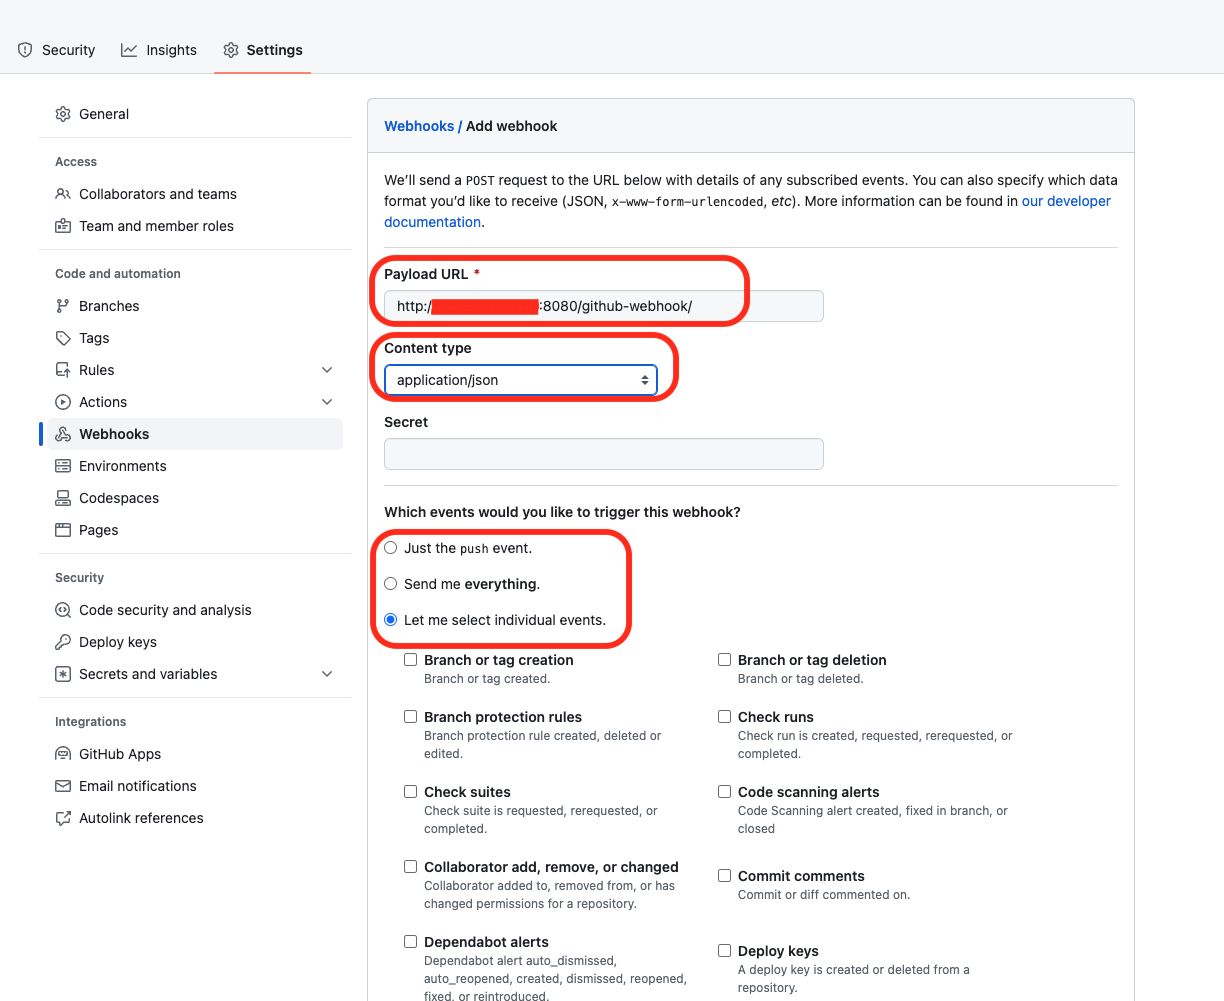 Security
Insights
Settings
General
Access
Collaborators and teams
Team and member roles
Code and automation
Branches
Tags
Rules
Actions
Webhooks
Environments
Codespaces
Pages
Security
Code security and analysis
Deploy keys
Secrets and variables
Integrations
GitHub Apps
Email notifications
Autolink references
Webhooks / Add webhook
We'll send a POST request to the URL below with details of any subscribed events. You can also specify which data
format you'd like to receive (JSON, x-www-form-urlencoded, etc). More information can be found in our developer
documentation.
Payload URL *
http:/ :8080/github-webhook/
Content type
application/json
Secret
Which events would you like to trigger this webhook?
Just the push event.
Send me everything.
Let me select individual events.
Branch or tag creation
Branch or tag created.
Branch or tag deletion
Branch or tag deleted.
Branch protection rules
Branch protection rule created, deleted or
edited.
Check runs
Check run is created, requested, rerequested, or
completed.
Check suites
Check suite is requested, rerequested, or
completed.
Code scanning alerts
Code Scanning alert created, fixed in branch, or
closed
Collaborator add, remove, or changed
Collaborator added to, removed from, or has
changed permissions for a repository.
Commit comments
Commit or diff commented on.
Dependabot alerts
Dependabot alert auto_dismissed,
auto_reopened, created, dismissed, reopened,
fixed, or reintroduced.
Deploy keys
A deploy key is created or deleted from a
repository.